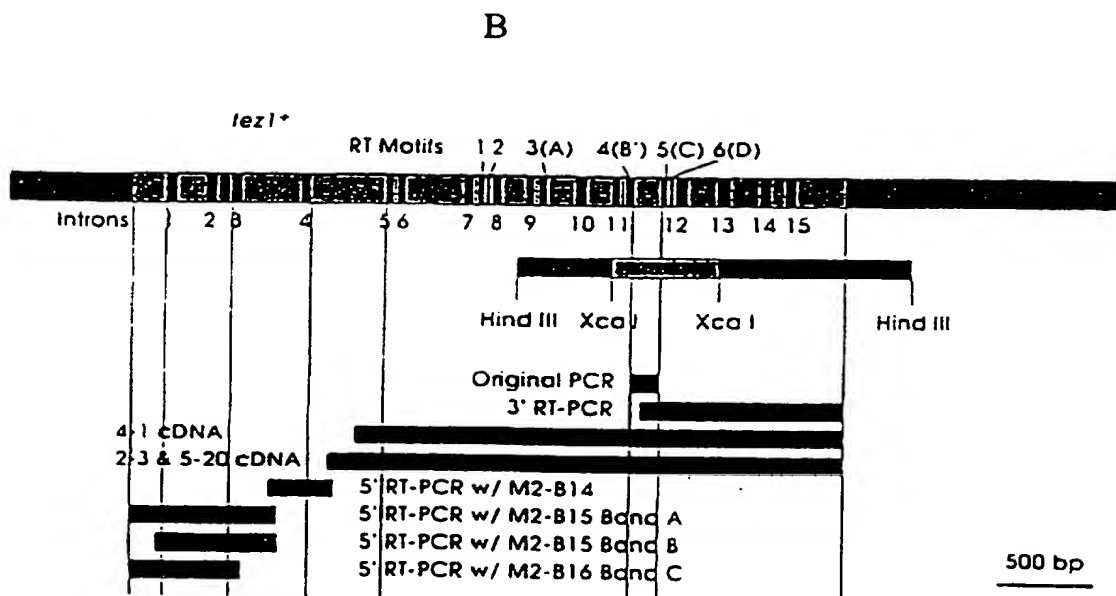 B
tez1+
RT Motifs 1 2 3(A) 4(B') 5(C) 6(D)
Introns 1 2 3 4 5 6 7 8 9 10 11 12 13 14 15
Hind III Xca I Xca I Hind III
Original PCR
3' RT-PCR
4-1 cDNA
2-3 & 5-20 cDNA
5' RT-PCR w/ M2-B14
5' RT-PCR w/ M2-B15 Band A
5' RT-PCR w/ M2-B15 Band B
5' RT-PCR w/ M2-B16 Band C
500 bp